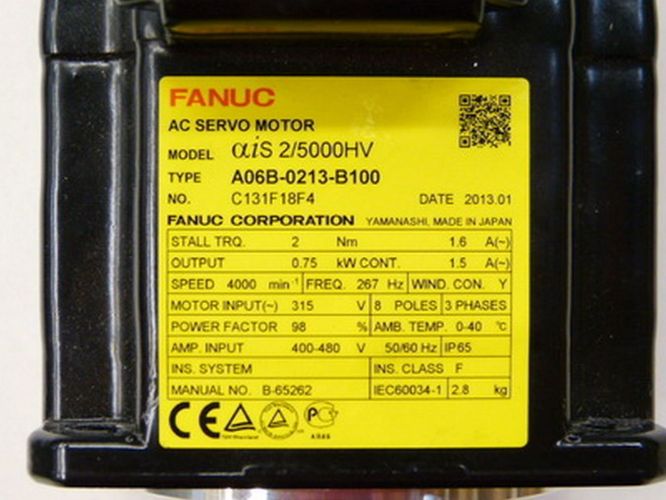 FANUC
AC SERVO MOTOR
MODEL αiS 2/5000HV
TYPE A06B-0213-B100
NO. C131F18F4 DATE 2013.01
FANUC CORPORATION YAMANASHI, MADE IN JAPAN
STALL TRQ. 2 Nm 1.6 A(~)
OUTPUT 0.75 kW CONT. 1.5 A(~)
SPEED 4000 min⁻¹ FREQ. 267 Hz WIND. CON. Y
MOTOR INPUT(~) 315 V 8 POLES 3 PHASES
POWER FACTOR 98 % AMB. TEMP. 0-40 ℃
AMP. INPUT 400-480 V 50/60 Hz IP65
INS. SYSTEM INS. CLASS F
MANUAL NO. B-65262 IEC60034-1 2.8 kg
CE